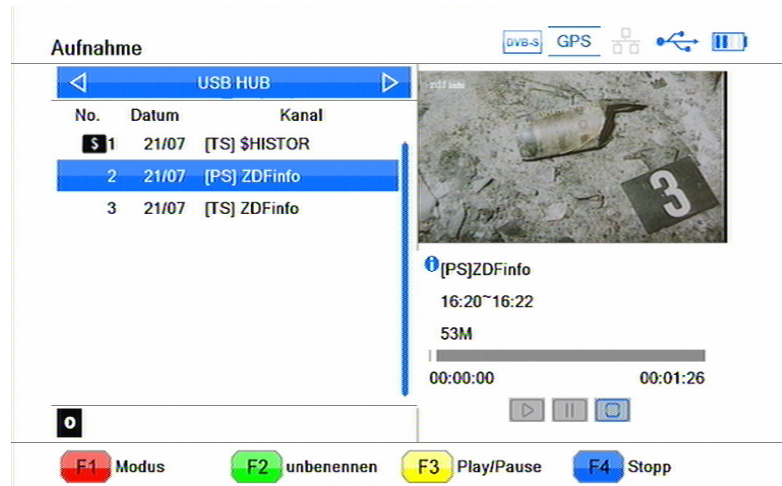 Aufnahme
DVB-S GPS
USB HUB
No. Datum Kanal
$ 1 21/07 [TS] $HISTOR
2 21/07 [PS] ZDFinfo
3 21/07 [TS] ZDFinfo
zdf info
3
[PS]ZDFinfo
16:20~16:22
53M
00:00:00 00:01:26
F1 Modus F2 unbenennen F3 Play/Pause F4 Stopp